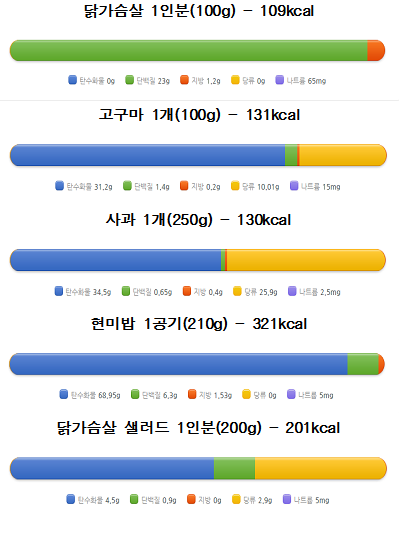 닭가슴살 1인분(100g) - 109kcal
탄수화물 0g 단백질 23g 지방 1,2g 당류 0g 나트륨 65mg
고구마 1개(100g) - 131kcal
탄수화물 31,2g 단백질 1,4g 지방 0,2g 당류 10,01g 나트륨 15mg
사과 1개(250g) - 130kcal
탄수화물 34,5g 단백질 0,65g 지방 0,4g 당류 25,9g 나트륨 2,5mg
현미밥 1공기(210g) - 321kcal
탄수화물 68,95g 단백질 6,3g 지방 1,53g 당류 0g 나트륨 5mg
닭가슴살 샐러드 1인분(200g) - 201kcal
탄수화물 4,5g 단백질 0,9g 지방 0g 당류 2,9g 나트륨 5mg